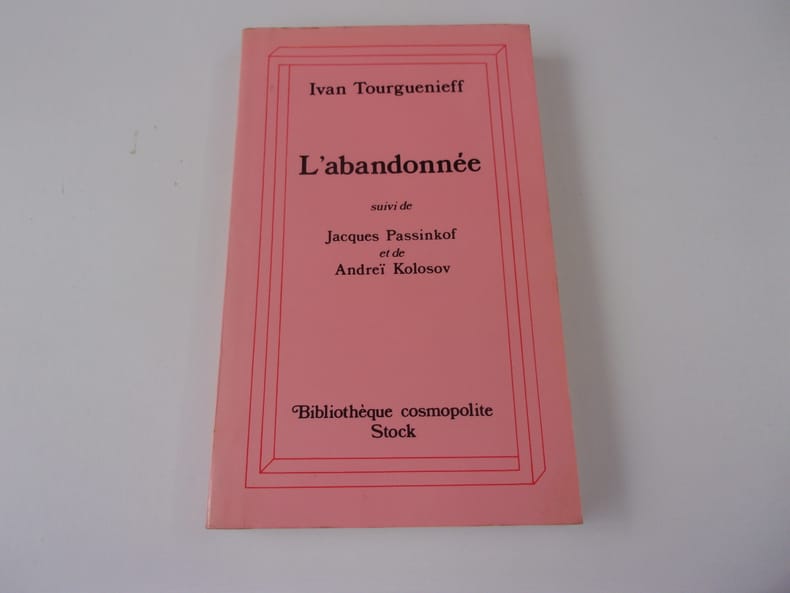 Ivan Tourguenieff
L'abandonnée
suivi de
Jacques Passinkof
et de
Andreï Kolosov
Bibliothèque cosmopolite
Stock